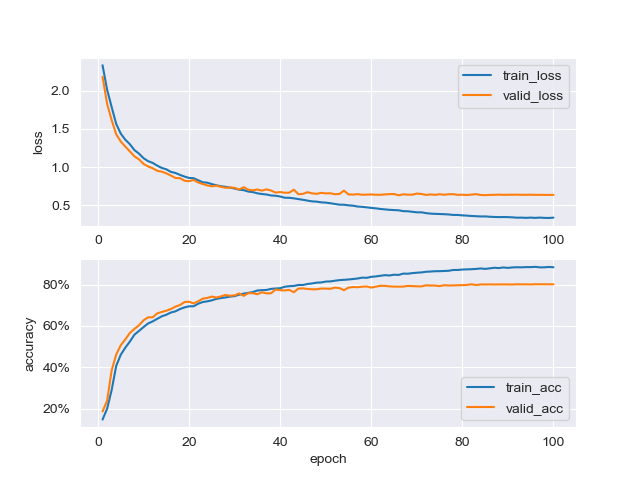 loss
2.0
1.5
1.0
0.5
train_loss
valid_loss
0 20 40 60 80 100
accuracy
80%
60%
40%
20%
train_acc
valid_acc
0 20 40 60 80 100
epoch